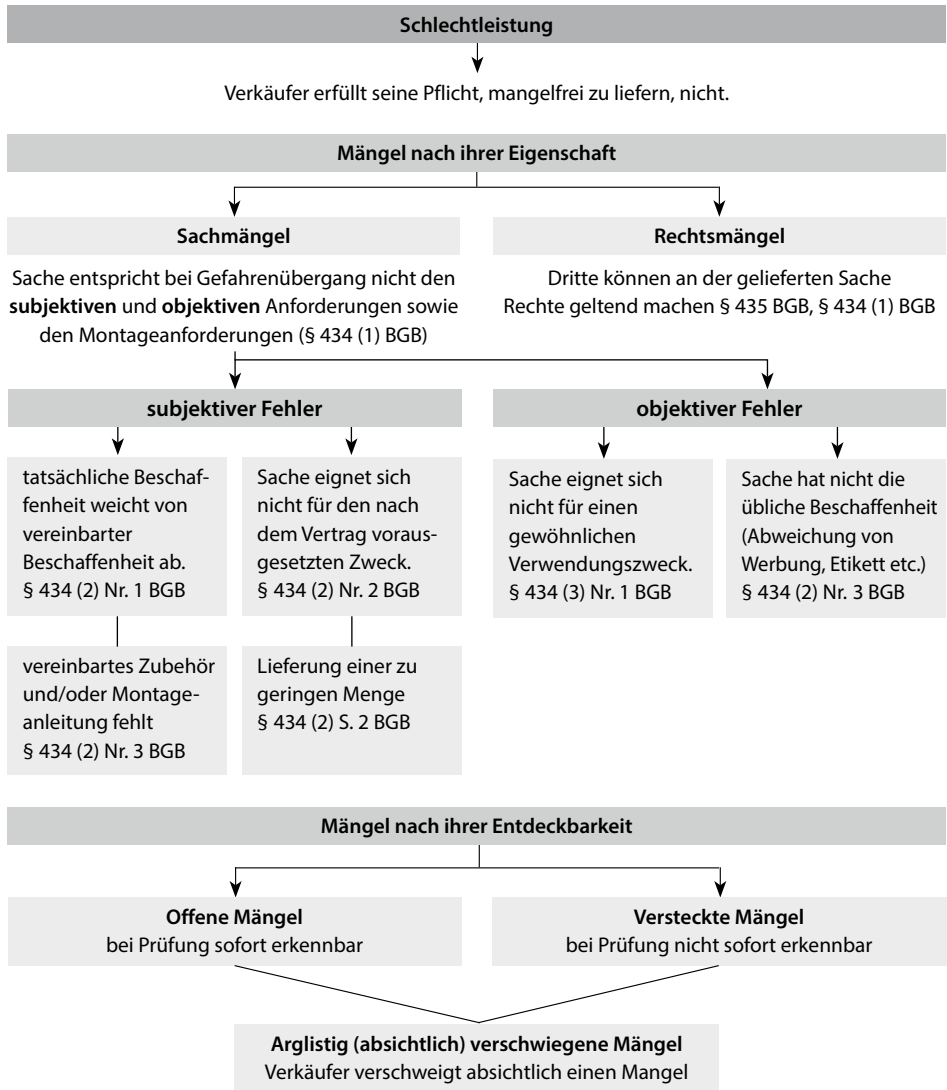 Schlechtleistung
Verkäufer erfüllt seine Pflicht, mangelfrei zu liefern, nicht.
Mängel nach ihrer Eigenschaft
Sachmängel
Sache entspricht bei Gefahrenübergang nicht den
subjektiven und objektiven Anforderungen sowie
den Montageanforderungen (§ 434 (1) BGB)
Rechtsmängel
Dritte können an der gelieferten Sache
Rechte geltend machen § 435 BGB, § 434 (1) BGB
subjektiver Fehler
tatsächliche Beschaf-
fenheit weicht von
vereinbarter
Beschaffenheit ab.
§ 434 (2) Nr. 1 BGB
Sache eignet sich
nicht für den nach
dem Vertrag voraus-
gesetzten Zweck.
§ 434 (2) Nr. 2 BGB
vereinbartes Zubehör
und/oder Montage-
anleitung fehlt
§ 434 (2) Nr. 3 BGB
Lieferung einer zu
geringen Menge
§ 434 (2) S. 2 BGB
objektiver Fehler
Sache eignet sich
nicht für einen
gewöhnlichen
Verwendungszweck.
§ 434 (3) Nr. 1 BGB
Sache hat nicht die
übliche Beschaffenheit
(Abweichung von
Werbung, Etikett etc.)
§ 434 (2) Nr. 3 BGB
Mängel nach ihrer Entdeckbarkeit
Offene Mängel
bei Prüfung sofort erkennbar
Versteckte Mängel
bei Prüfung nicht sofort erkennbar
Arglistig (absichtlich) verschwiegene Mängel
Verkäufer verschweigt absichtlich einen Mangel